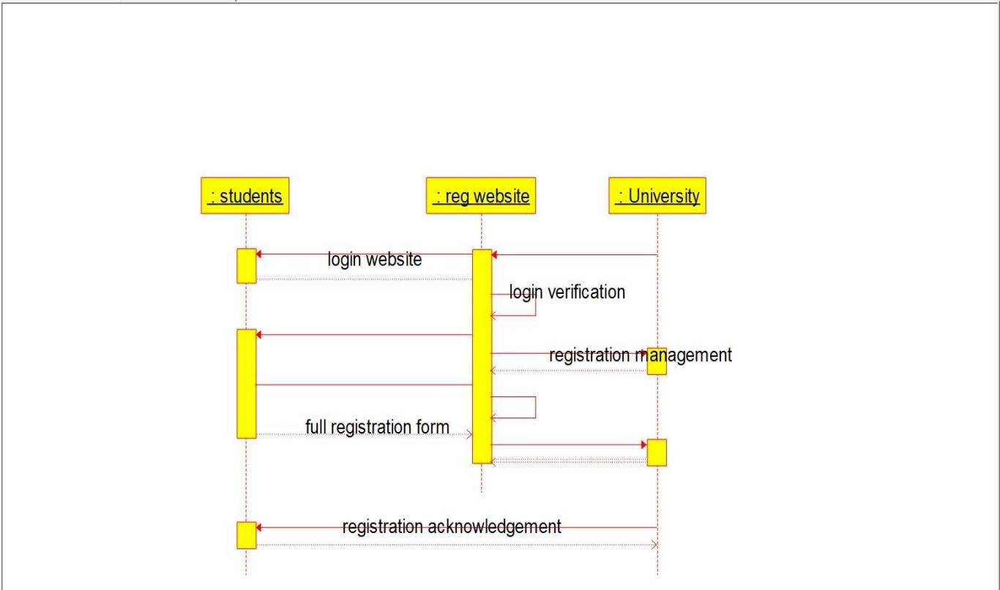 : students
: reg website
: University
login website
login verification
registration management
full registration form
registration acknowledgement